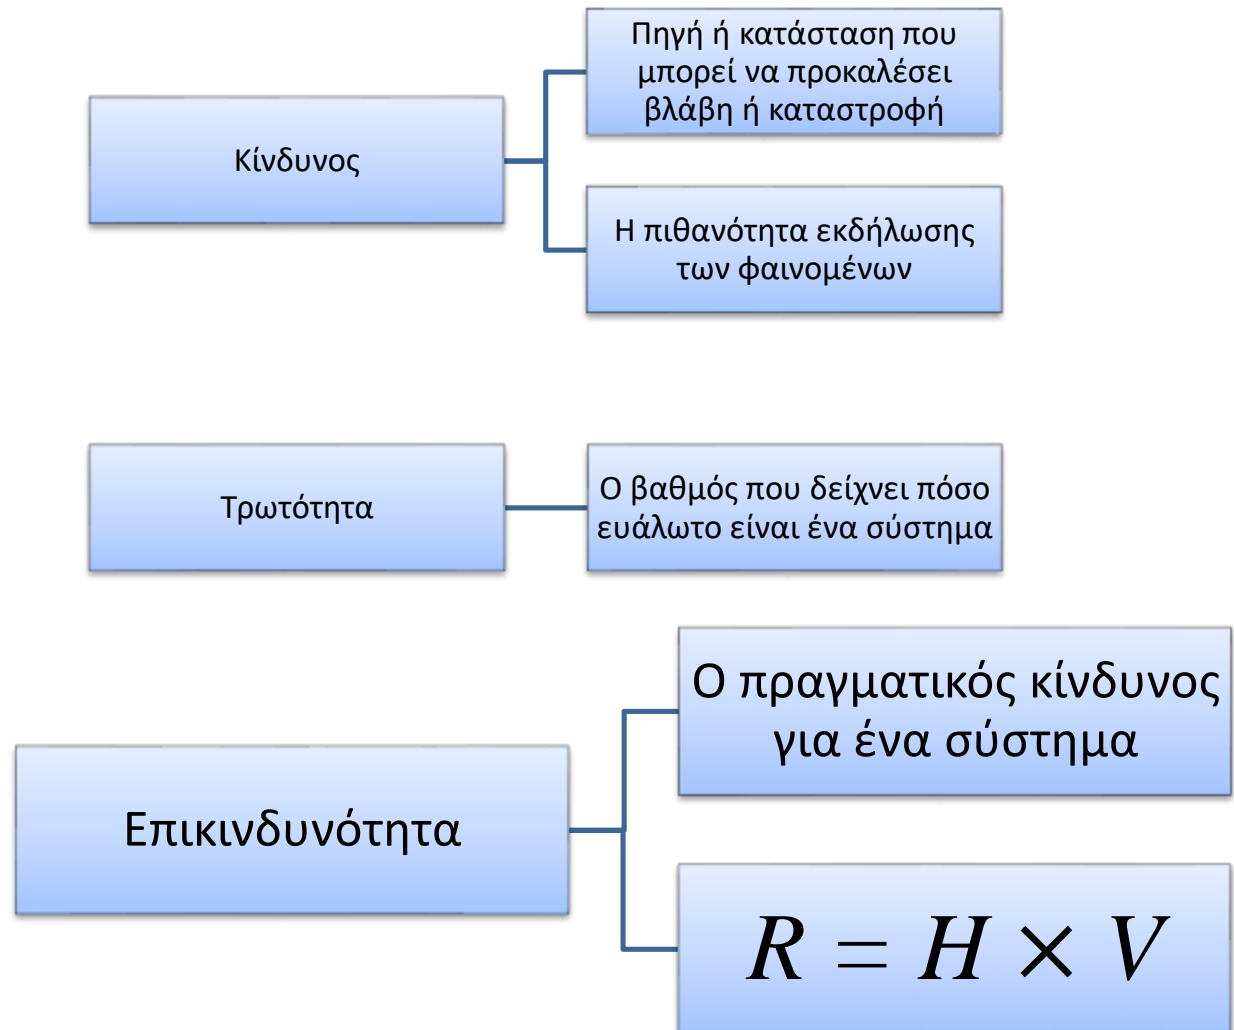 Κίνδυνος
Πηγή ή κατάσταση που
μπορεί να προκαλέσει
βλάβη ή καταστροφή
Η πιθανότητα εκδήλωσης
των φαινομένων
Τρωτότητα
Ο βαθμός που δείχνει πόσο
ευάλωτο είναι ένα σύστημα
Επικινδυνότητα
Ο πραγματικός κίνδυνος
για ένα σύστημα
R = H × V